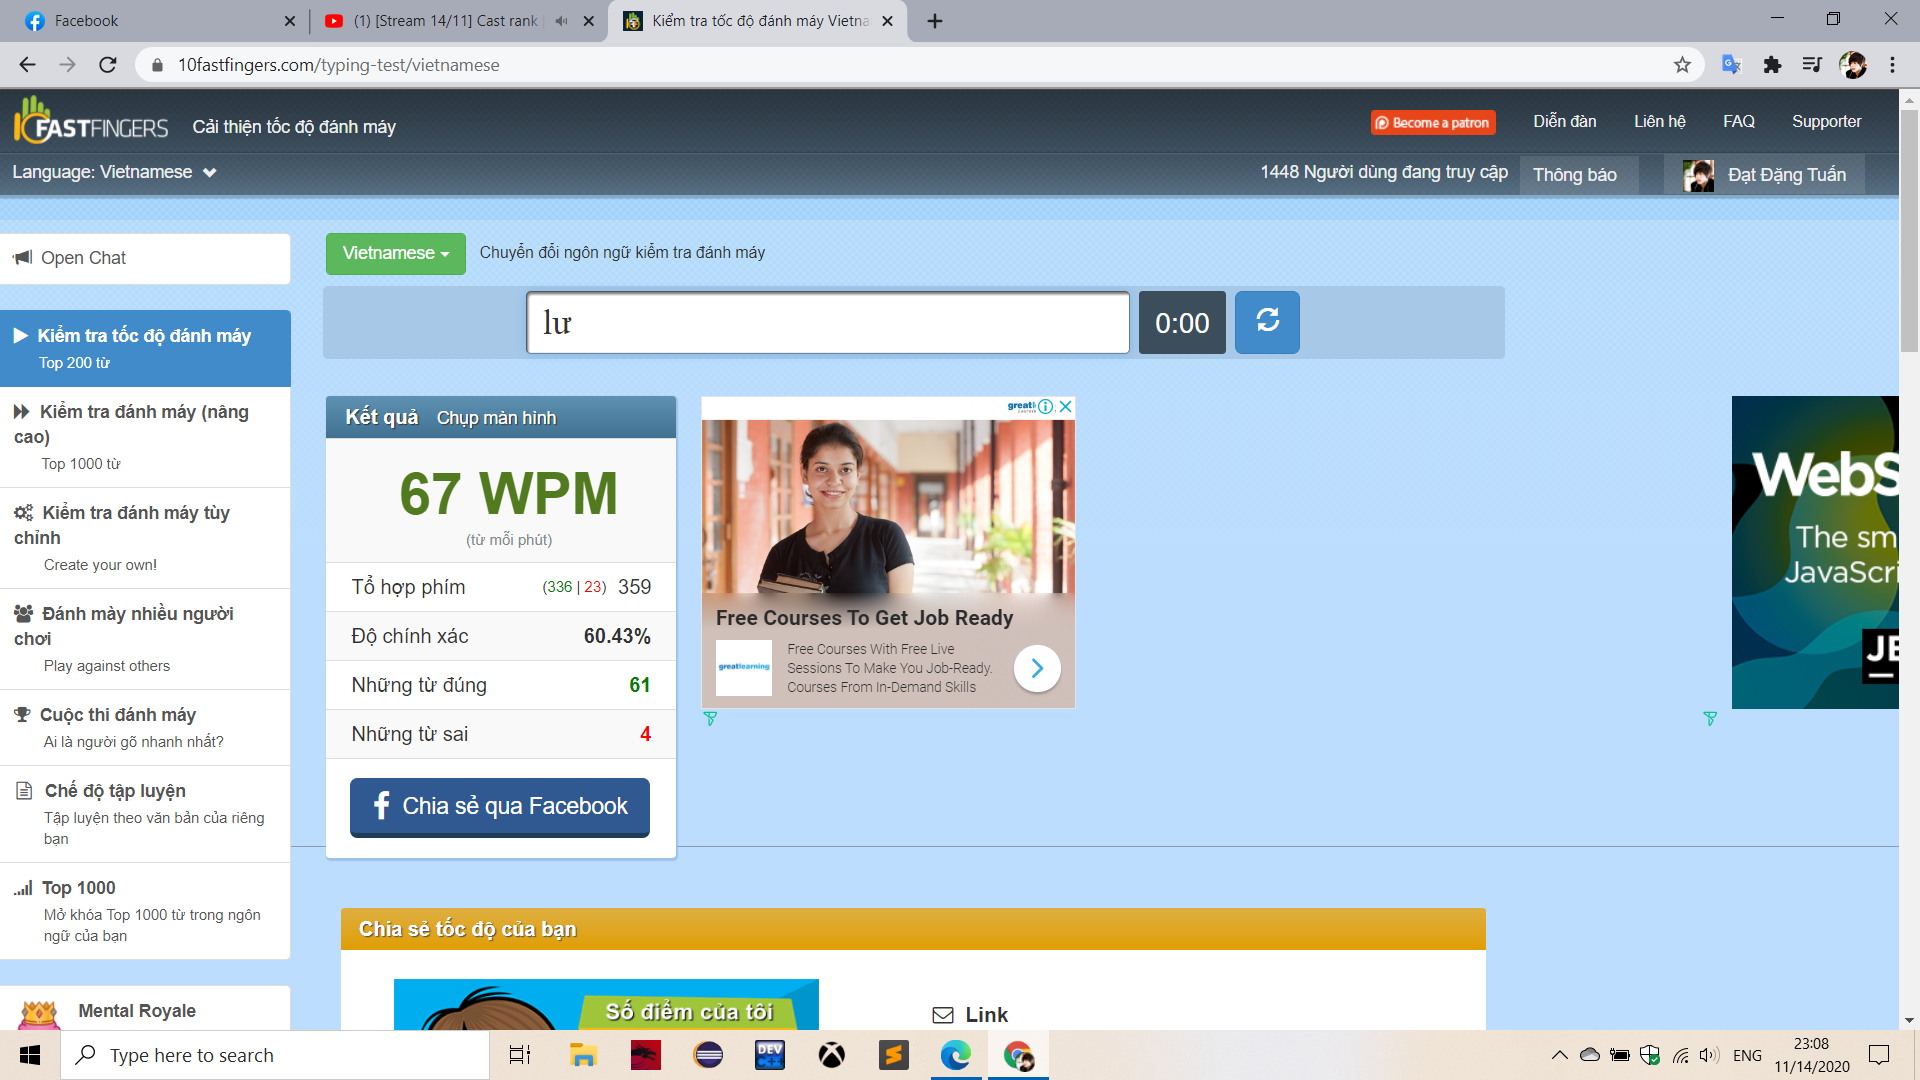 Facebook
(1) [Stream 14/11] Cast rank
Kiểm tra tốc độ đánh máy Vietna
10fastfingers.com/typing-test/vietnamese
FASTFINGERS
Cải thiện tốc độ đánh máy
Become a patron
Diễn đàn
Liên hệ
FAQ
Supporter
Language: Vietnamese
1448 Người dùng đang truy cập
Thông báo
Đạt Đặng Tuấn
Open Chat
Vietnamese
Chuyển đổi ngôn ngữ kiểm tra đánh máy
lư
0:00
Kiểm tra tốc độ đánh máy
Top 200 từ
Kiểm tra đánh máy (nâng
cao)
Top 1000 từ
Kiểm tra đánh máy tùy
chỉnh
Create your own!
Đánh mày nhiều người
chơi
Play against others
Cuộc thi đánh máy
Ai là người gõ nhanh nhất?
Chế độ tập luyện
Tập luyện theo văn bản của riêng
bạn
Top 1000
Mở khóa Top 1000 từ trong ngôn
ngữ của bạn
Mental Royale
Kết quả
Chụp màn hình
67 WPM
(từ mỗi phút)
Tổ hợp phím
(336 | 23) 359
Độ chính xác
60.43%
Những từ đúng
61
Những từ sai
4
Chia sẻ qua Facebook
Free Courses To Get Job Ready
greatlearning
Free Courses With Free Live
Sessions To Make You Job-Ready.
Courses From In-Demand Skills
WebS
The sm
JavaScri
JE
Chia sẻ tốc độ của bạn
Số điểm của tôi
Link
Type here to search
DEV
C++
ENG
23:08
11/14/2020